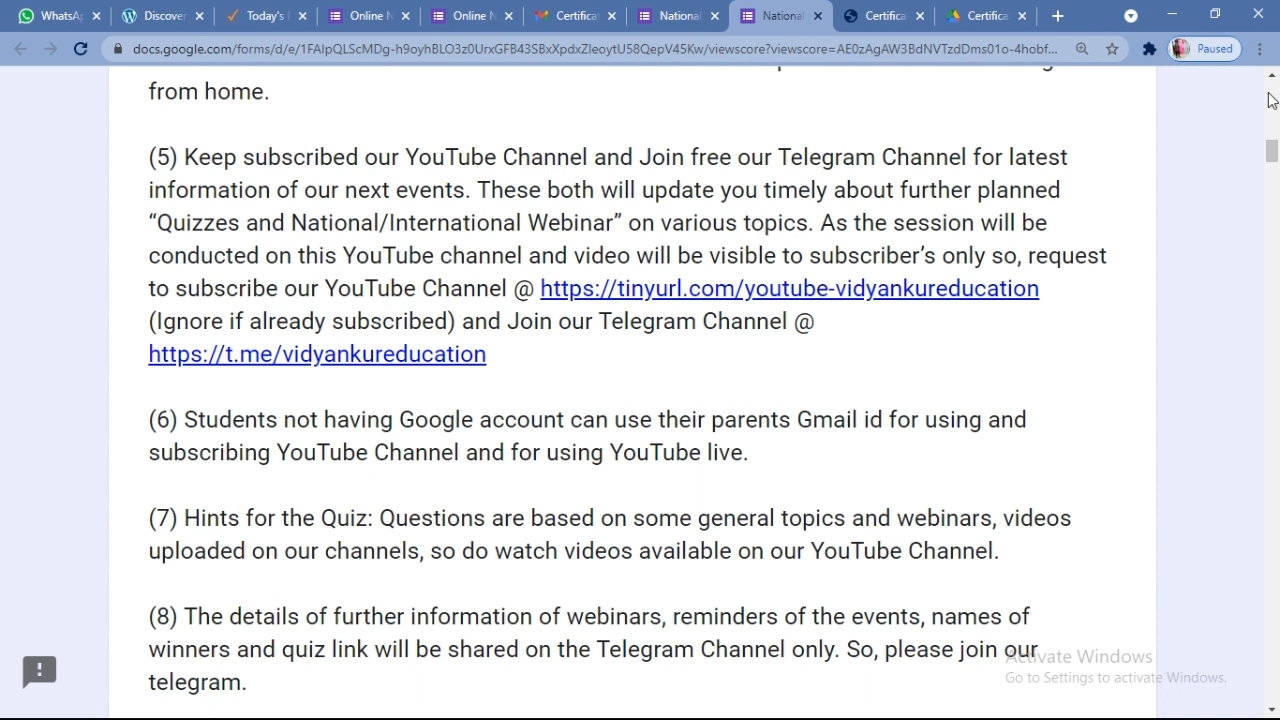 WhatsA
Discove
Today's
Online N
Online N
Certifica
Nationa
Nationa
Certifica
Certifica
docs.google.com/forms/d/e/1FAIpQLScMDg-h9oyhBLO3z0UrxGFB43SBxXpdxZIeoytU58QepV45Kw/viewscore?viewscore=AE0zAgAW3BdNVTzdDms01o-4hobf...
Paused
from home.
(5) Keep subscribed our YouTube Channel and Join free our Telegram Channel for latest
information of our next events. These both will update you timely about further planned
“Quizzes and National/International Webinar” on various topics. As the session will be
conducted on this YouTube channel and video will be visible to subscriber’s only so, request
to subscribe our YouTube Channel @ https://tinyurl.com/youtube-vidyankureducation
(Ignore if already subscribed) and Join our Telegram Channel @
https://t.me/vidyankureducation
(6) Students not having Google account can use their parents Gmail id for using and
subscribing YouTube Channel and for using YouTube live.
(7) Hints for the Quiz: Questions are based on some general topics and webinars, videos
uploaded on our channels, so do watch videos available on our YouTube Channel.
(8) The details of further information of webinars, reminders of the events, names of
winners and quiz link will be shared on the Telegram Channel only. So, please join our
telegram.
Activate Windows
Go to Settings to activate Windows.